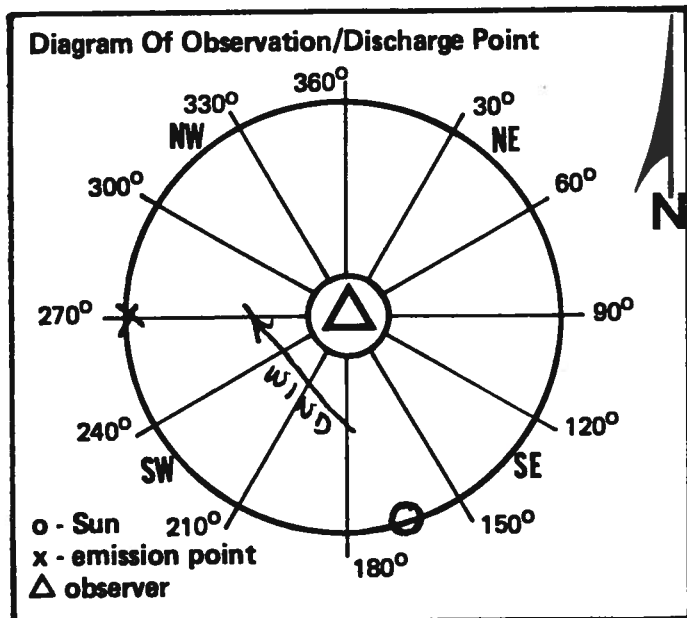 Diagram Of Observation/Discharge Point
360°
330°
30°
NW
NE
300°
60°
N
270°
90°
WIND
240°
120°
SW
SE
o - Sun
210°
150°
x - emission point
180°
△ observer